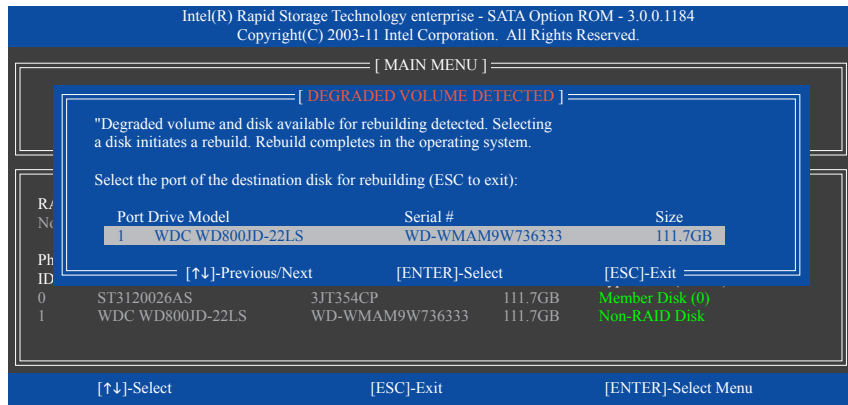 Intel(R) Rapid Storage Technology enterprise - SATA Option ROM - 3.0.0.1184
Copyright(C) 2003-11 Intel Corporation. All Rights Reserved.
[ MAIN MENU ]
[ DEGRADED VOLUME DETECTED ]
"Degraded volume and disk available for rebuilding detected. Selecting
a disk initiates a rebuild. Rebuild completes in the operating system.
Select the port of the destination disk for rebuilding (ESC to exit):
Port Drive Model Serial # Size
1 WDC WD800JD-22LS WD-WMAM9W736333 111.7GB
[↑↓]-Previous/Next [ENTER]-Select [ESC]-Exit
ID
0 ST3120026AS 3JT354CP 111.7GB Member Disk (0)
1 WDC WD800JD-22LS WD-WMAM9W736333 111.7GB Non-RAID Disk
[↑↓]-Select [ESC]-Exit [ENTER]-Select Menu